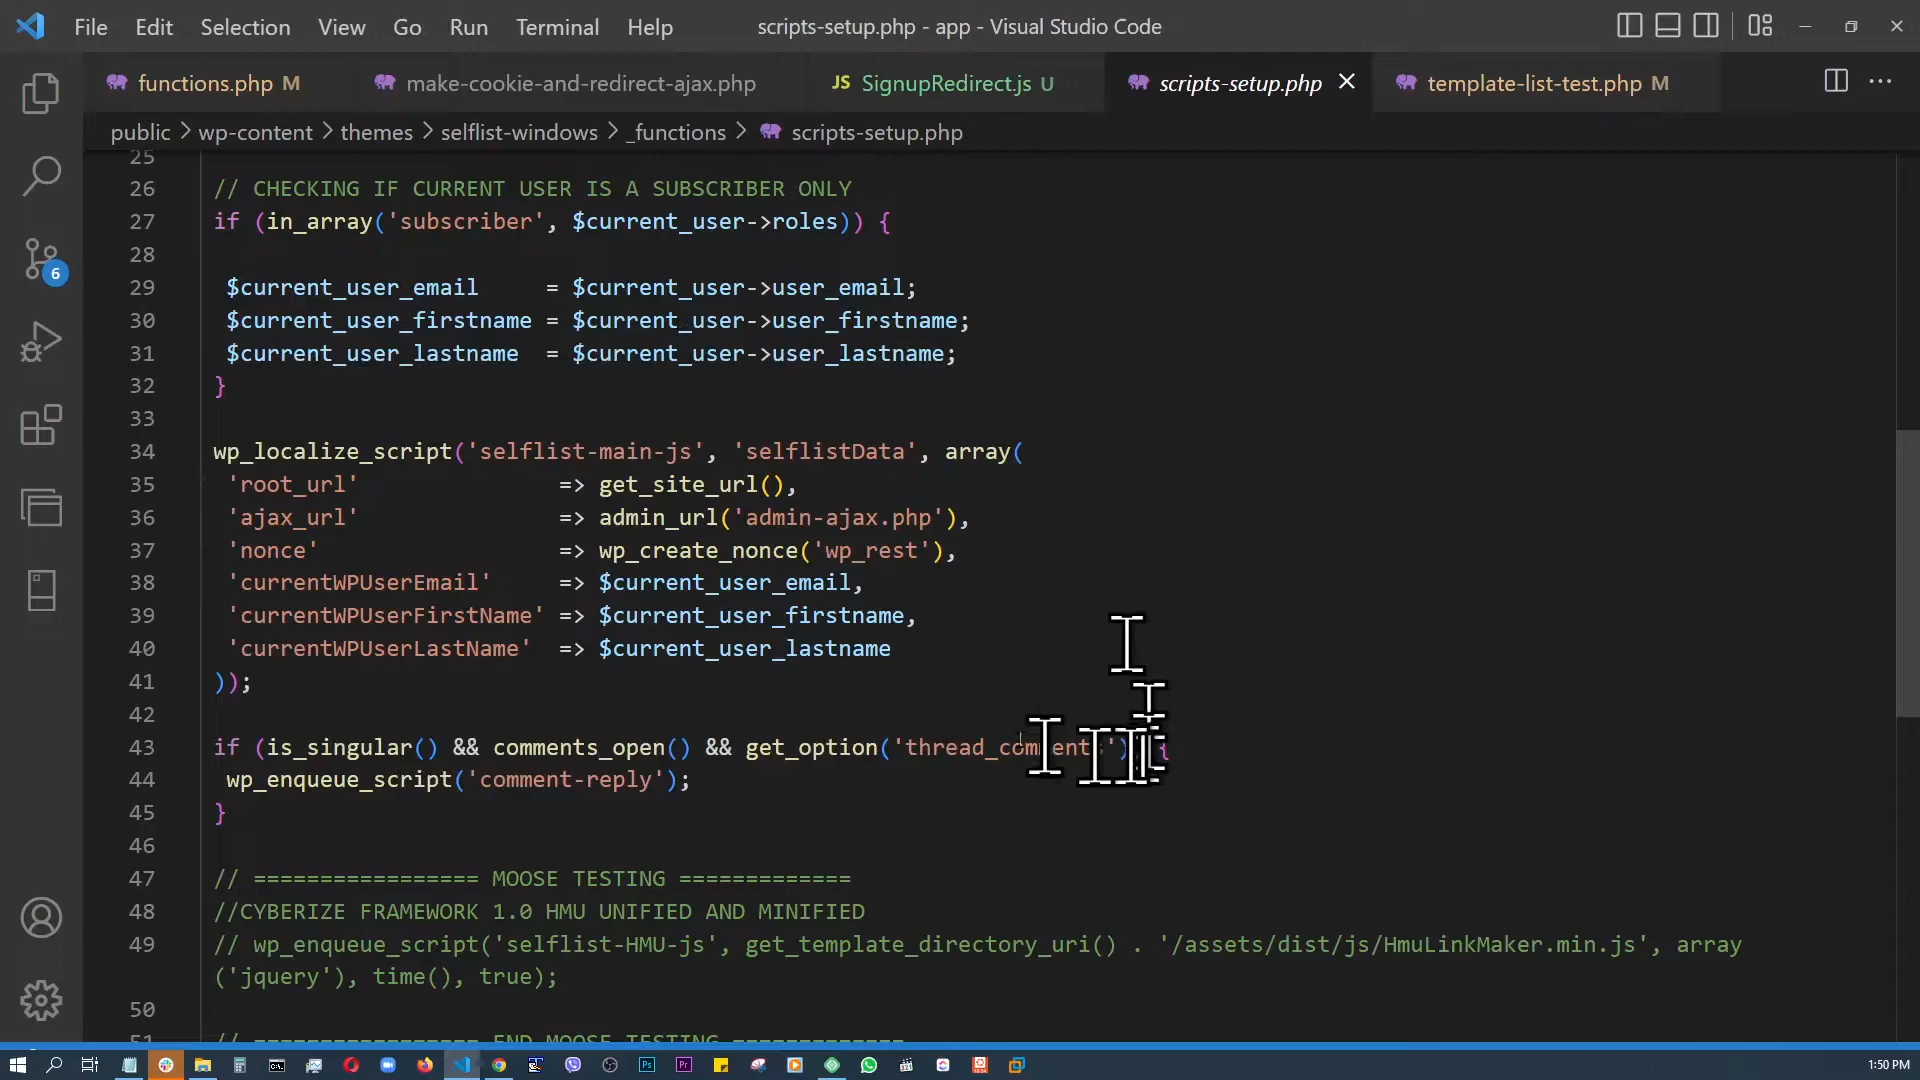 File Edit Selection View Go Run Terminal Help scripts-setup.php - app - Visual Studio Code
functions.php M make-cookie-and-redirect-ajax.php JS SignupRedirect.js U scripts-setup.php template-list-test.php M
public > wp-content > themes > selflist-windows > _functions > scripts-setup.php
25
26 // CHECKING IF CURRENT USER IS A SUBSCRIBER ONLY
27 if (in_array('subscriber', $current_user->roles)) {
28
29 $current_user_email = $current_user->user_email;
30 $current_user_firstname = $current_user->user_firstname;
31 $current_user_lastname = $current_user->user_lastname;
32 }
33
34 wp_localize_script('selflist-main-js', 'selflistData', array(
35 'root_url' => get_site_url(),
36 'ajax_url' => admin_url('admin-ajax.php'),
37 'nonce' => wp_create_nonce('wp_rest'),
38 'currentWPUserEmail' => $current_user_email,
39 'currentWPUserFirstName' => $current_user_firstname,
40 'currentWPUserLastName' => $current_user_lastname
41 ));
42
43 if (is_singular() && comments_open() && get_option('thread_comments')) {
44 wp_enqueue_script('comment-reply');
45 }
46
47 // ================= MOOSE TESTING =============
48 //CYBERIZE FRAMEWORK 1.0 HMU UNIFIED AND MINIFIED
49 // wp_enqueue_script('selflist-HMU-js', get_template_directory_uri() . '/assets/dist/js/HmuLinkMaker.min.js', array
('jquery'), time(), true);
50
51 // ================= END MOOSE TESTING =============
6
1:50 PM